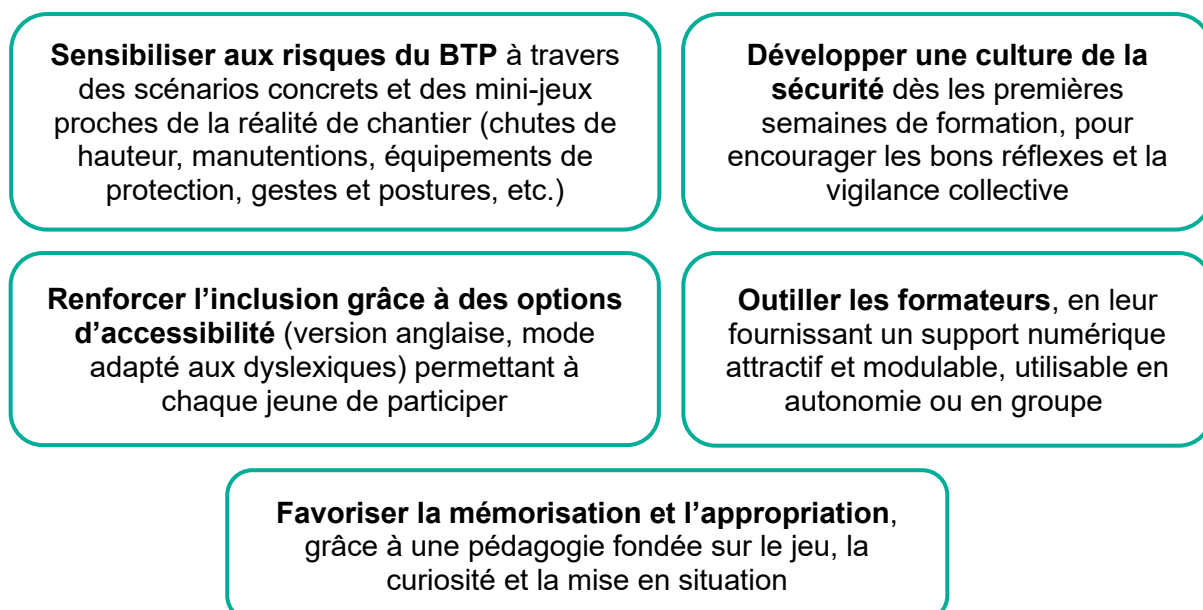 Sensibiliser aux risques du BTP à travers
des scénarios concrets et des mini-jeux
proches de la réalité de chantier (chutes de
hauteur, manutentions, équipements de
protection, gestes et postures, etc.)
Développer une culture de la
sécurité dès les premières
semaines de formation, pour
encourager les bons réflexes et la
vigilance collective
Renforcer l’inclusion grâce à des options
d’accessibilité (version anglaise, mode
adapté aux dyslexiques) permettant à
chaque jeune de participer
Outiller les formateurs, en leur
fournissant un support numérique
attractif et modulable, utilisable en
autonomie ou en groupe
Favoriser la mémorisation et l’appropriation,
grâce à une pédagogie fondée sur le jeu, la
curiosité et la mise en situation